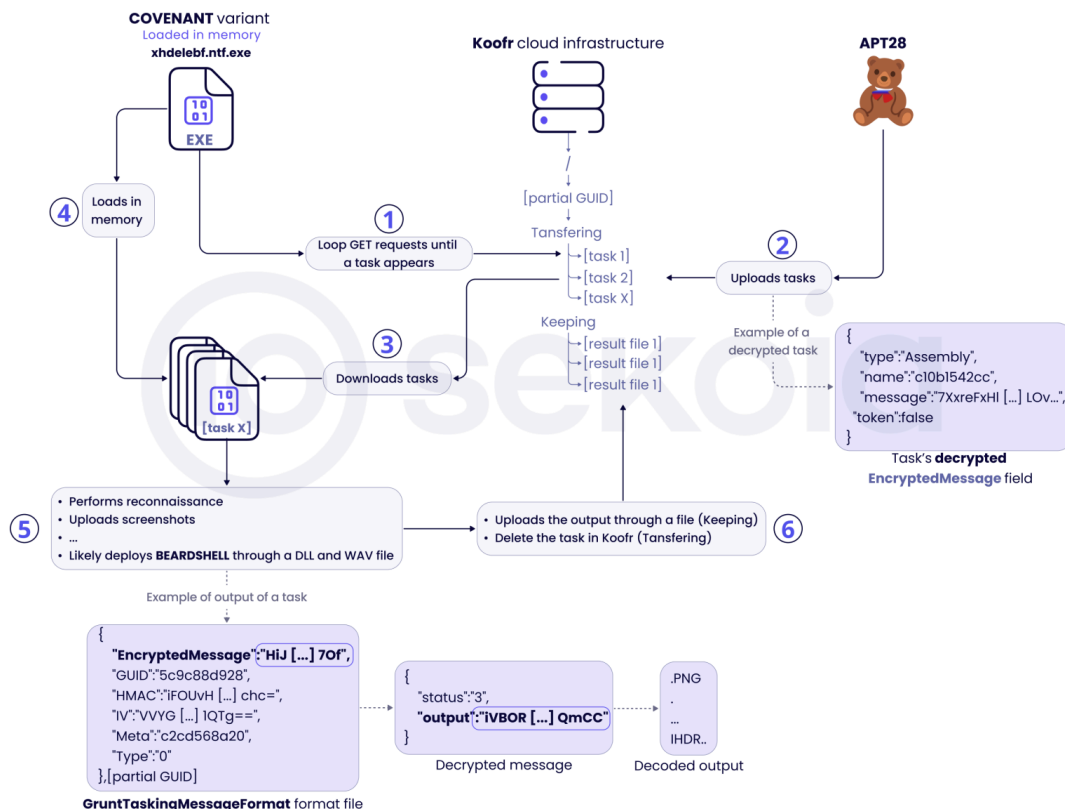 COVENANT variant
Loaded in memory
xhdelebf.ntf.exe
10
01
EXE
Koofr cloud infrastructure
APT28
/
[partial GUID]
Tansfering
[task 1]
[task 2]
[task X]
Keeping
[result file 1]
[result file 1]
[result file 1]
4
Loads in
memory
1
Loop GET requests until
a task appears
2
Uploads tasks
Example of a
decrypted task
{
"type":"Assembly",
"name":"c10b1542cc",
"message":"7XxreFxHl [...] LOv...",
"token":false
}
Task's decrypted
EncryptedMessage field
3
Downloads tasks
10
01
[task X]
sekoia
5
• Performs reconnaissance
• Uploads screenshots
• ...
• Likely deploys BEARDSHELL through a DLL and WAV file
6
• Uploads the output through a file (Keeping)
• Delete the task in Koofr (Tansfering)
Example of output of a task
{
"EncryptedMessage":"HiJ [...] 7Of",
"GUID":"5c9c88d928",
"HMAC":"iFOUvH [...] chc=",
"IV":"VVYG [...] 1QTg==",
"Meta":"c2cd568a20",
"Type":"0"
},[partial GUID]
GruntTaskingMessageFormat format file
{
"status":"3",
"output":"iVBOR [...] QmCC"
}
Decrypted message
.PNG
.
...
IHDR..
Decoded output